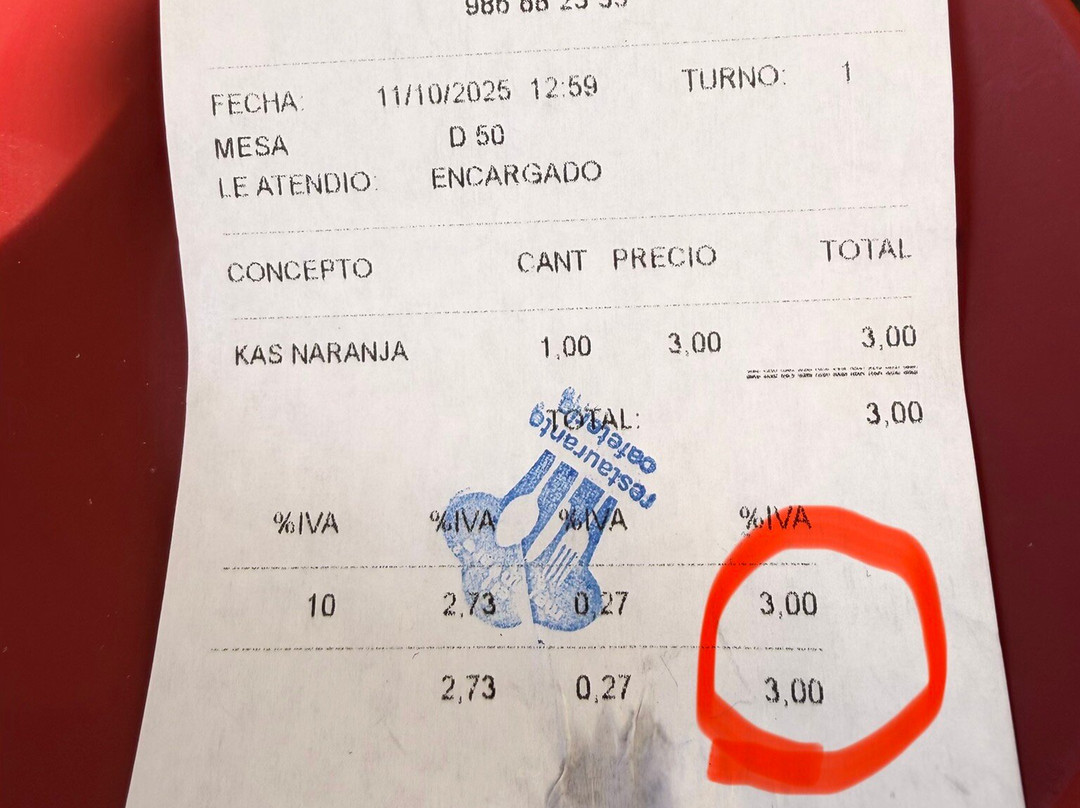 FECHA: 11/10/2025 12:59 TURNO: 1
MESA D 50
LE ATENDIO: ENCARGADO
CONCEPTO CANT PRECIO TOTAL
KAS NARANJA 1,00 3,00 3,00
TOTAL: 3,00
restaurante
cafete
%IVA %IVA %IVA %IVA
10 2,73 0,27 3,00
2,73 0,27 3,00